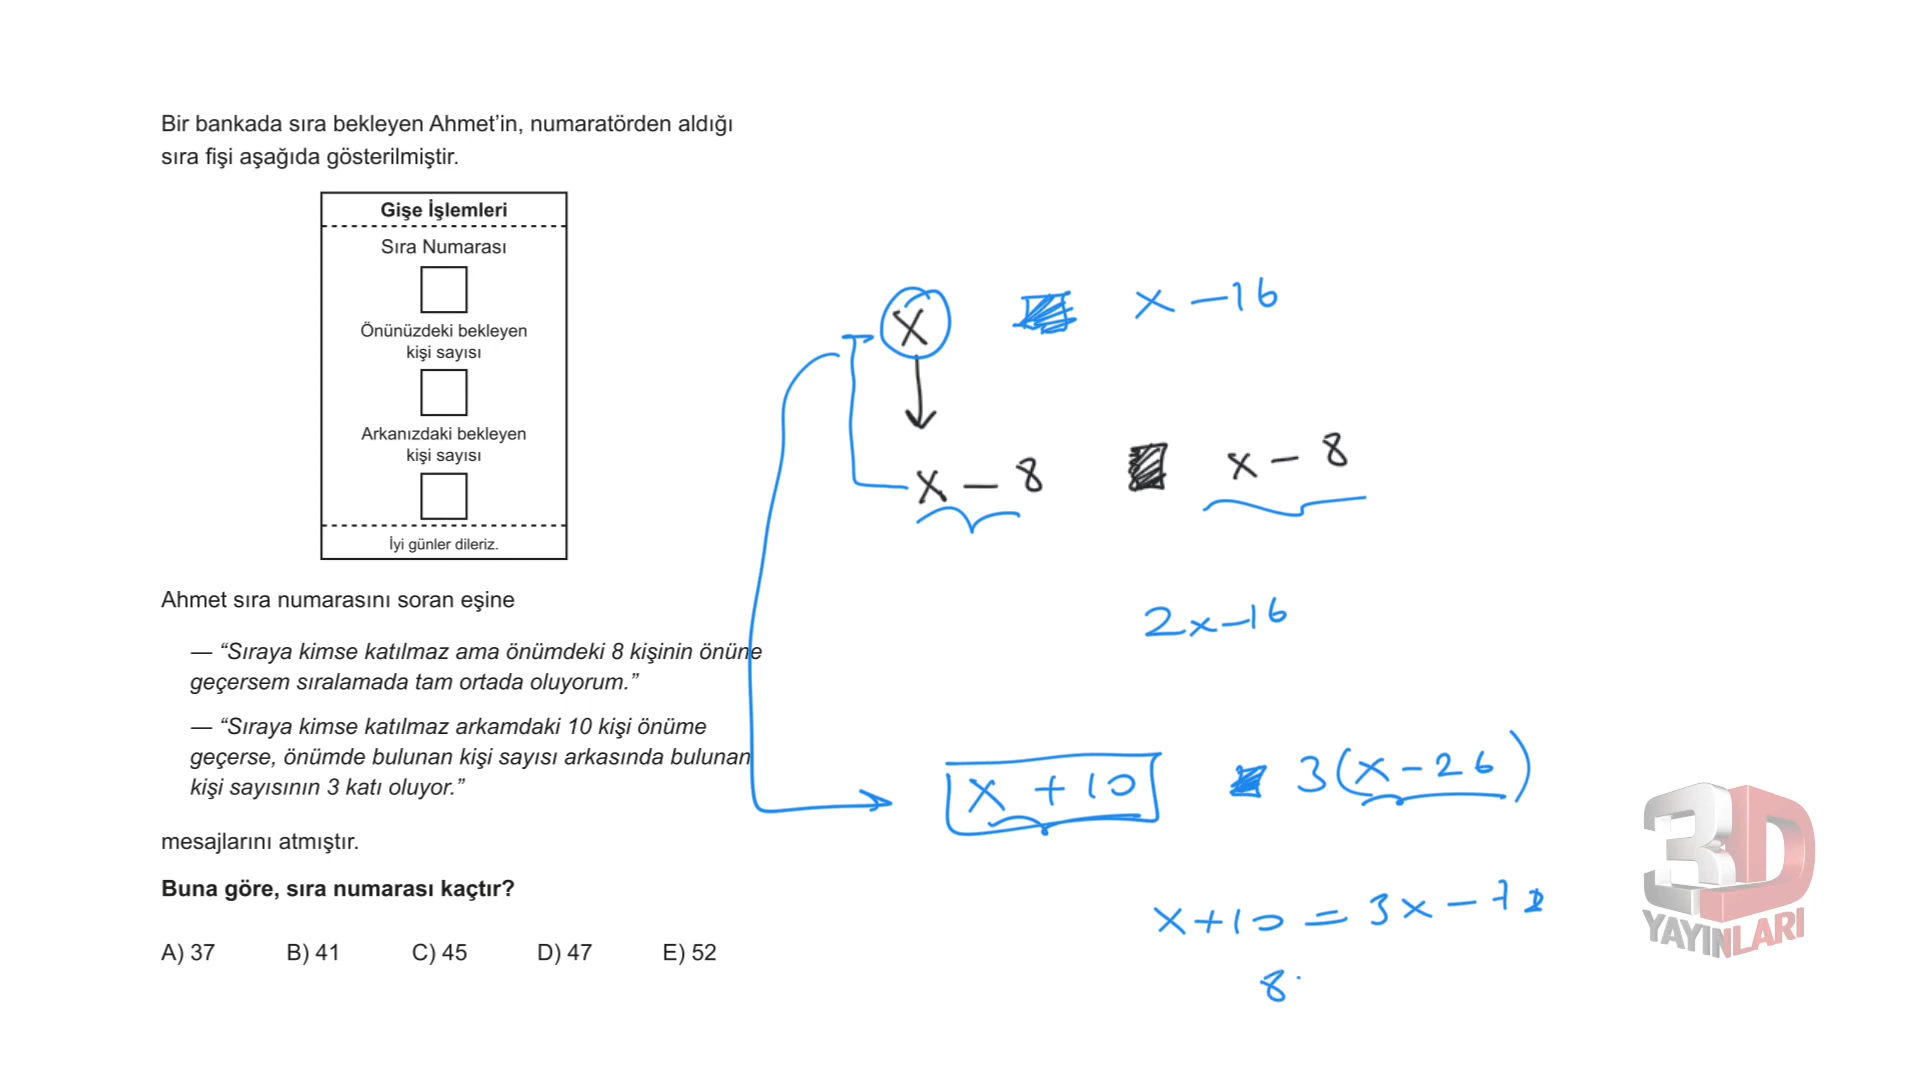 Bir bankada sıra bekleyen Ahmet’in, numaratörden aldığı
sıra fişi aşağıda gösterilmiştir.
Gişe İşlemleri
Sıra Numarası
Önünüzdeki bekleyen
kişi sayısı
Arkanızdaki bekleyen
kişi sayısı
İyi günler dileriz.
Ahmet sıra numarasını soran eşine
— “Sıraya kimse katılmaz ama önümdeki 8 kişinin önüne
geçersem sıralamada tam ortada oluyorum.”
— “Sıraya kimse katılmaz arkamdaki 10 kişi önüme
geçerse, önümde bulunan kişi sayısı arkasında bulunan
kişi sayısının 3 katı oluyor.”
mesajlarını atmıştır.
Buna göre, sıra numarası kaçtır?
A) 37 B) 41 C) 45 D) 47 E) 52
x x - 16
x - 8 x - 8
2x - 16
x + 10 3(x - 26)
x + 10 = 3x - 78
8
3D
YAYINLARI